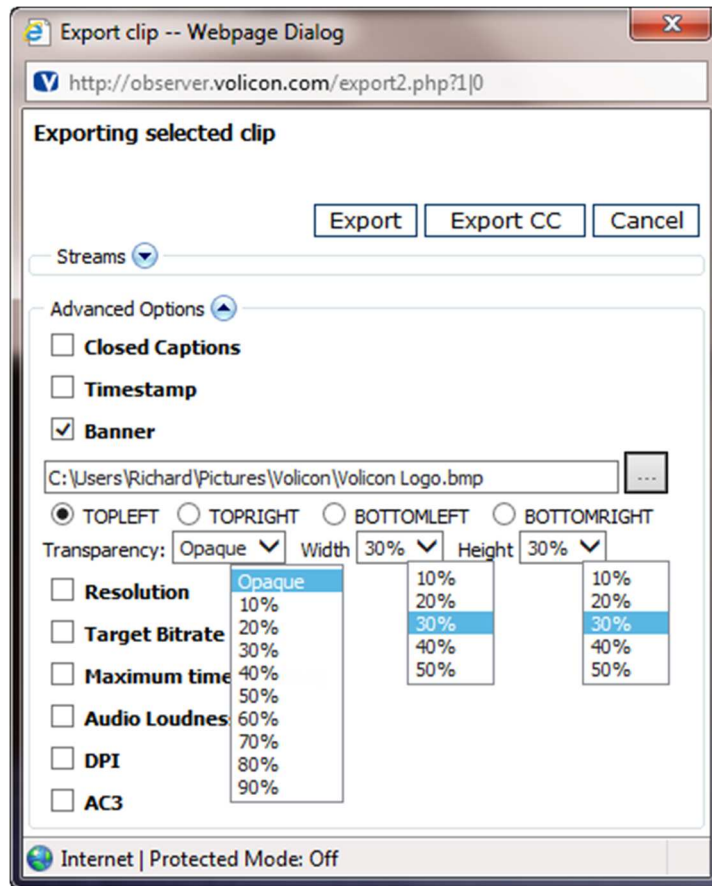 Export clip -- Webpage Dialog
http://observer.volicon.com/export2.php?1|0
Exporting selected clip
Export Export CC Cancel
Streams
Advanced Options
Closed Captions
Timestamp
Banner
C:\Users\Richard\Pictures\Volicon\Volicon Logo.bmp ...
TOPLEFT TOPRIGHT BOTTOMLEFT BOTTOMRIGHT
Transparency: Opaque Width 30% Height 30%
Resolution
Target Bitrate
Maximum time
Audio Loudnes
DPI
AC3
Opaque
10%
20%
30%
40%
50%
60%
70%
80%
90%
10%
20%
30%
40%
50%
10%
20%
30%
40%
50%
Internet | Protected Mode: Off